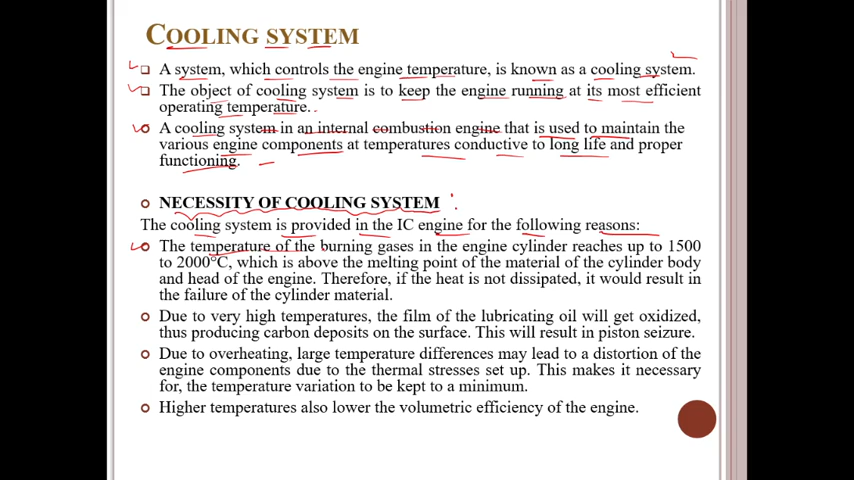 COOLING SYSTEM
A system, which controls the engine temperature, is known as a cooling system.
The object of cooling system is to keep the engine running at its most efficient
operating temperature.
A cooling system in an internal combustion engine that is used to maintain the
various engine components at temperatures conductive to long life and proper
functioning.
NECESSITY OF COOLING SYSTEM
The cooling system is provided in the IC engine for the following reasons:
The temperature of the burning gases in the engine cylinder reaches up to 1500
to 2000°C, which is above the melting point of the material of the cylinder body
and head of the engine. Therefore, if the heat is not dissipated, it would result in
the failure of the cylinder material.
Due to very high temperatures, the film of the lubricating oil will get oxidized,
thus producing carbon deposits on the surface. This will result in piston seizure.
Due to overheating, large temperature differences may lead to a distortion of the
engine components due to the thermal stresses set up. This makes it necessary
for, the temperature variation to be kept to a minimum.
Higher temperatures also lower the volumetric efficiency of the engine.